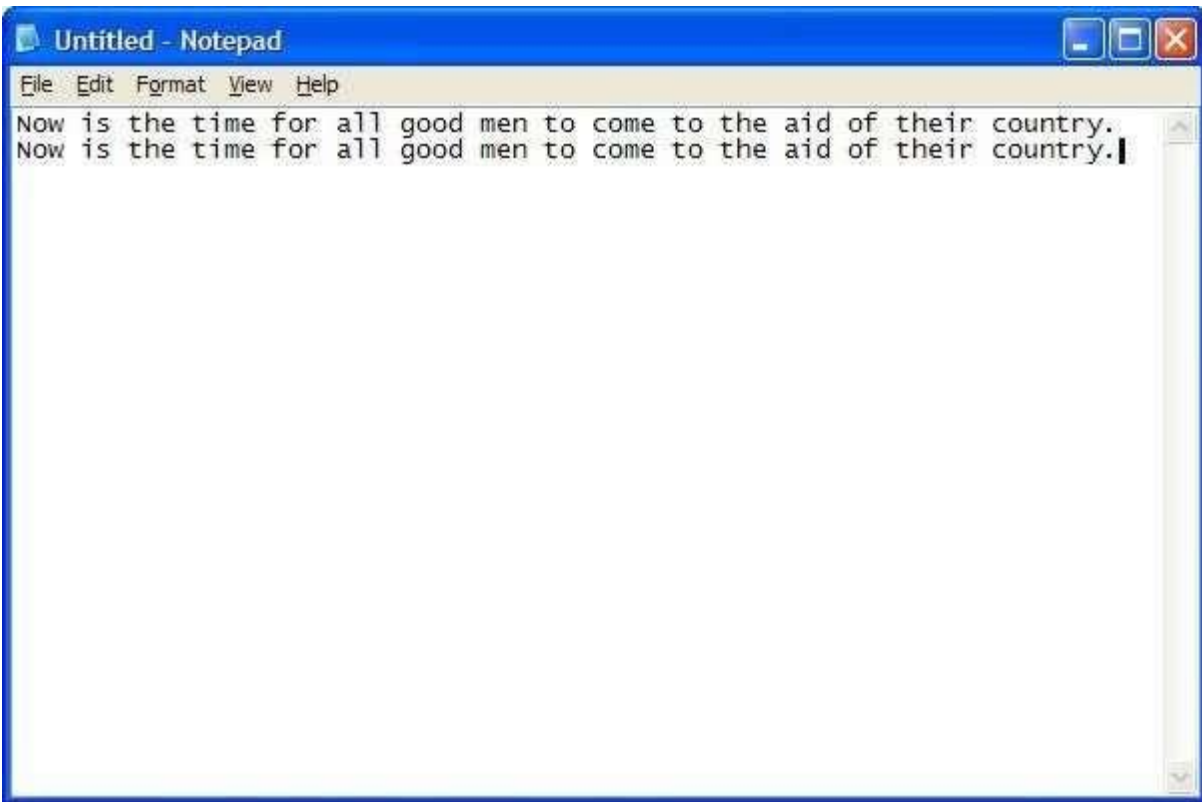 Untitled - Notepad
File Edit Format View Help
Now is the time for all good men to come to the aid of their country.
Now is the time for all good men to come to the aid of their country.